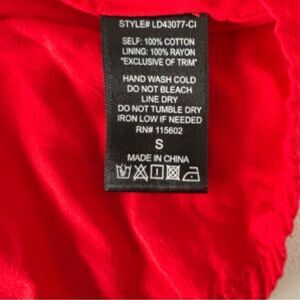 STYLE# LD43077-CI
SELF: 100% COTTON
LINING: 100% RAYON
"EXCLUSIVE OF TRIM"
HAND WASH COLD
DO NOT BLEACH
LINE DRY
DO NOT TUMBLE DRY
IRON LOW IF NEEDED
RN# 115602
S
MADE IN CHINA